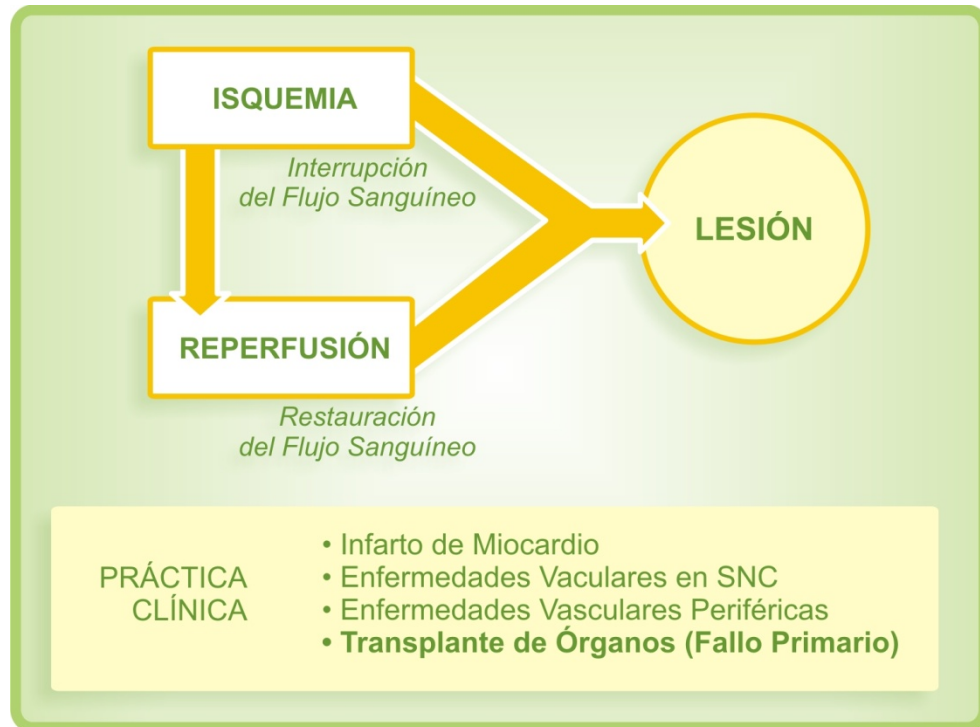 ISQUEMIA
Interrupción
del Flujo Sanguíneo
LESIÓN
REPERFUSIÓN
Restauración
del Flujo Sanguíneo
PRÁCTICA
CLÍNICA
• Infarto de Miocardio
• Enfermedades Vaculares en SNC
• Enfermedades Vasculares Periféricas
• Transplante de Órganos (Fallo Primario)